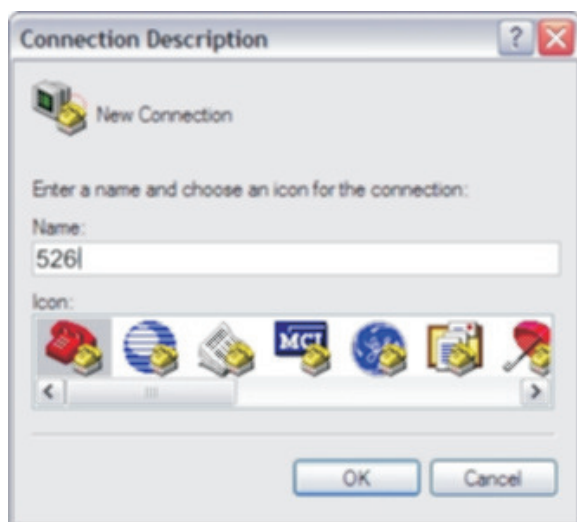 Connection Description
New Connection
Enter a name and choose an icon for the connection:
Name:
526
Icon:
MCI
OK Cancel